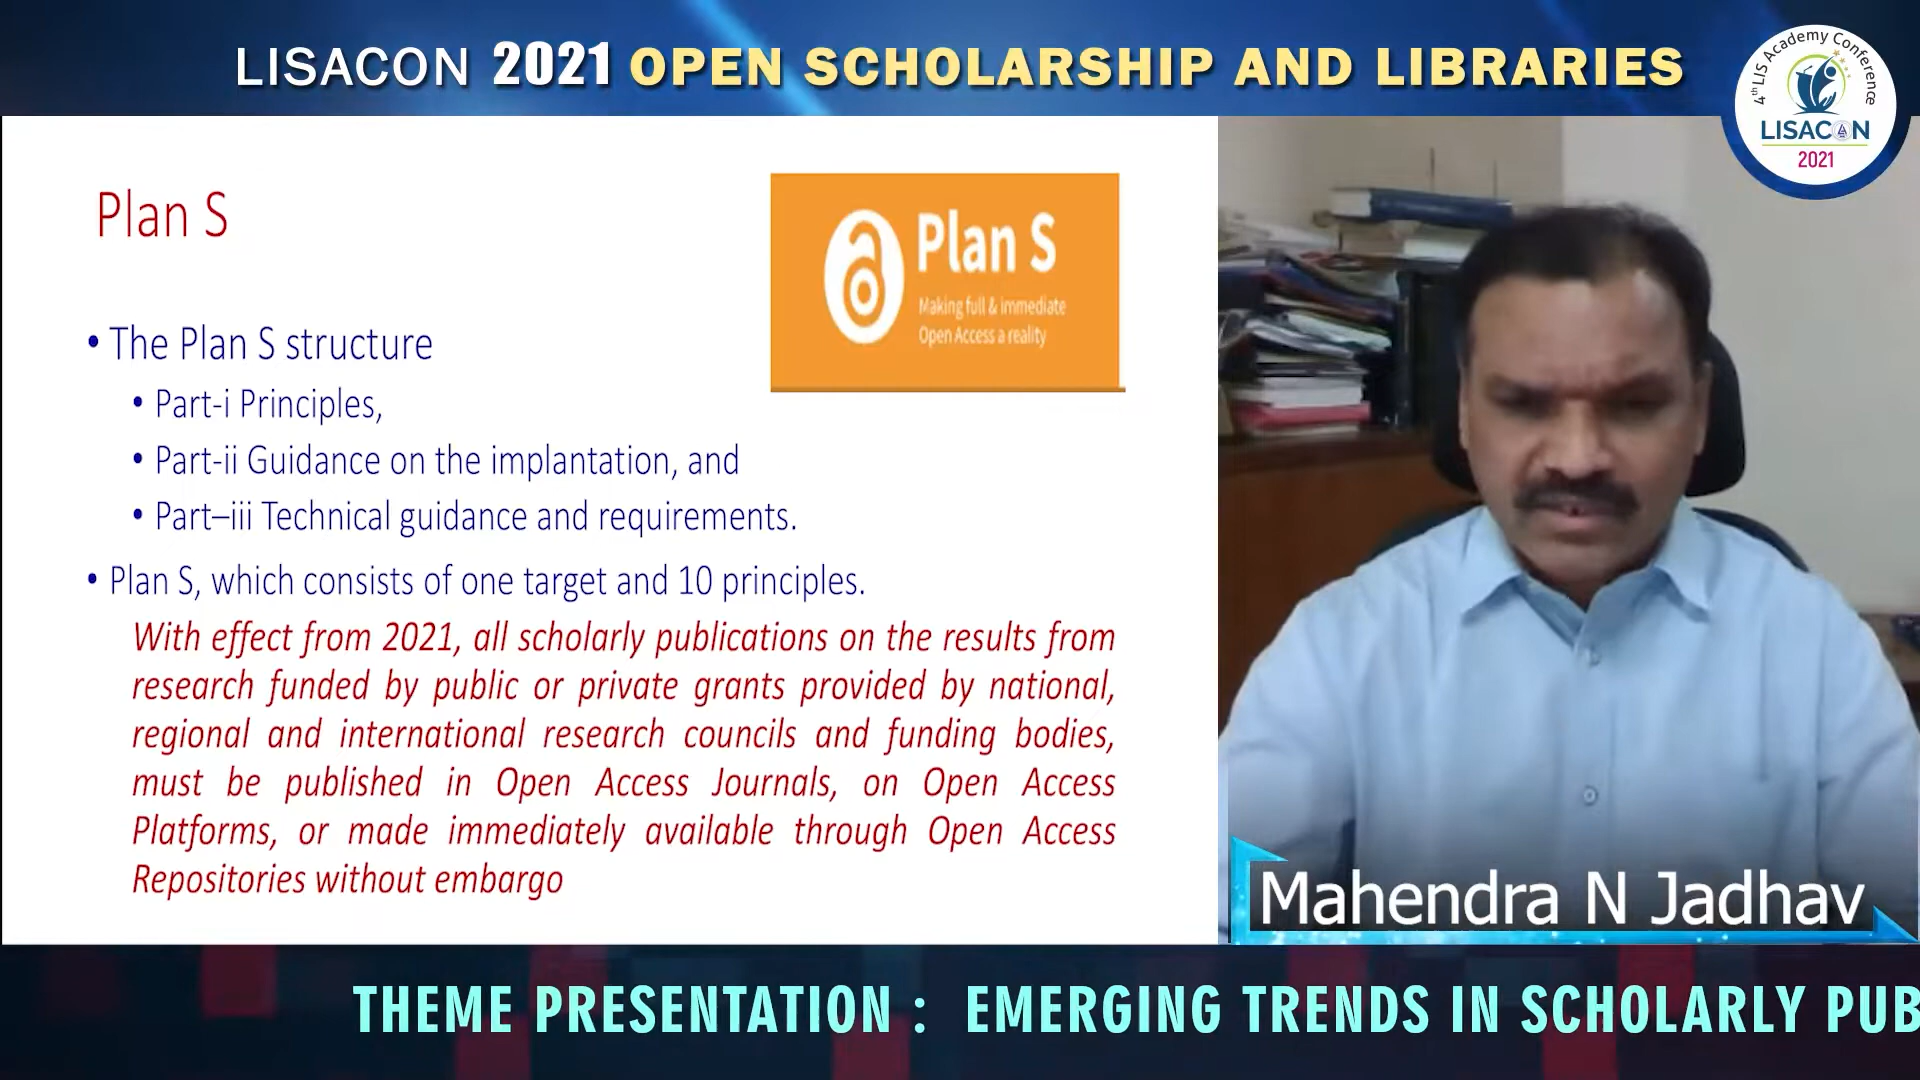 LISACON 2021 OPEN SCHOLARSHIP AND LIBRARIES
4th LIS Academy Conference
LISACON
2021
Plan S
Plan S
Making full & immediate
Open Access a reality
• The Plan S structure
• Part-i Principles,
• Part-ii Guidance on the implantation, and
• Part–iii Technical guidance and requirements.
• Plan S, which consists of one target and 10 principles.
With effect from 2021, all scholarly publications on the results from
research funded by public or private grants provided by national,
regional and international research councils and funding bodies,
must be published in Open Access Journals, on Open Access
Platforms, or made immediately available through Open Access
Repositories without embargo
Mahendra N Jadhav
THEME PRESENTATION : EMERGING TRENDS IN SCHOLARLY PUB